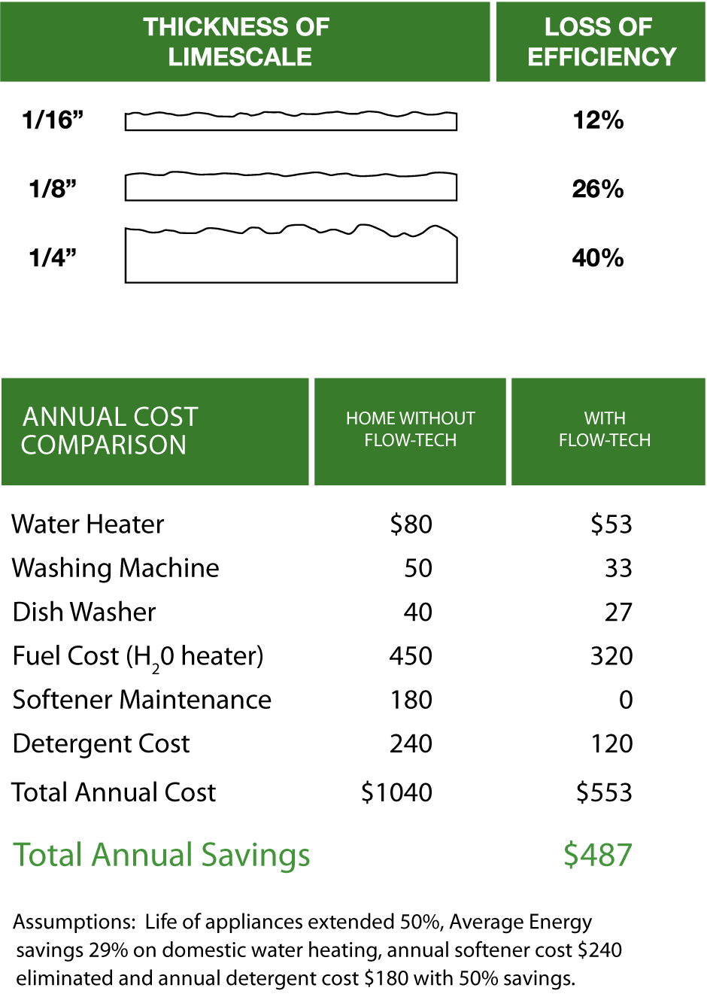 THICKNESS OF
LIMESCALE
LOSS OF
EFFICIENCY
1/16” 12%
1/8” 26%
1/4” 40%
ANNUAL COST
COMPARISON
HOME WITHOUT
FLOW-TECH
WITH
FLOW-TECH
Water Heater $80 $53
Washing Machine 50 33
Dish Washer 40 27
Fuel Cost (H₂0 heater) 450 320
Softener Maintenance 180 0
Detergent Cost 240 120
Total Annual Cost $1040 $553
Total Annual Savings $487
Assumptions: Life of appliances extended 50%, Average Energy
savings 29% on domestic water heating, annual softener cost $240
eliminated and annual detergent cost $180 with 50% savings.